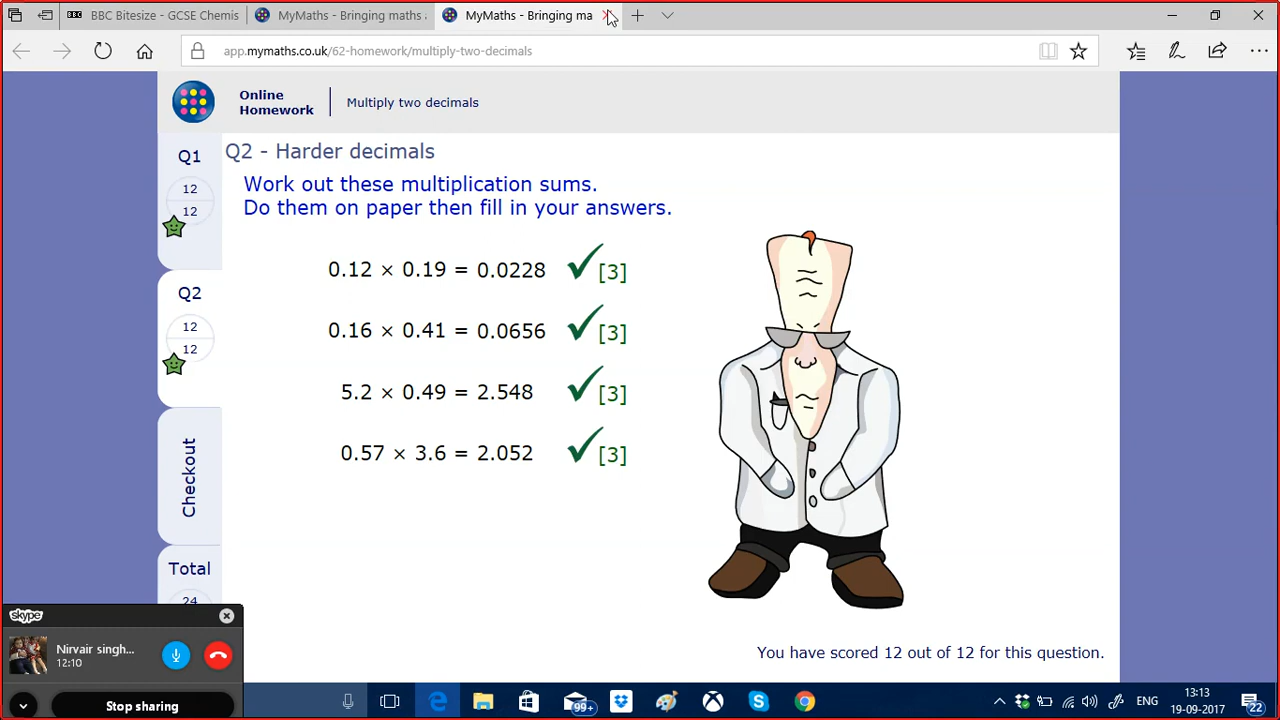 BBC BBC Bitesize - GCSE Chemis
MyMaths - Bringing maths a
MyMaths - Bringing ma
app.mymaths.co.uk/62-homework/multiply-two-decimals
Online
Homework
Multiply two decimals
Q1
12
12
Q2
12
12
Checkout
Total
24
Q2 - Harder decimals
Work out these multiplication sums.
Do them on paper then fill in your answers.
0.12 × 0.19 = 0.0228 [3]
0.16 × 0.41 = 0.0656 [3]
5.2 × 0.49 = 2.548 [3]
0.57 × 3.6 = 2.052 [3]
You have scored 12 out of 12 for this question.
skype
Nirvair singh...
12:10
Stop sharing
99+
ENG
13:13
19-09-2017
22